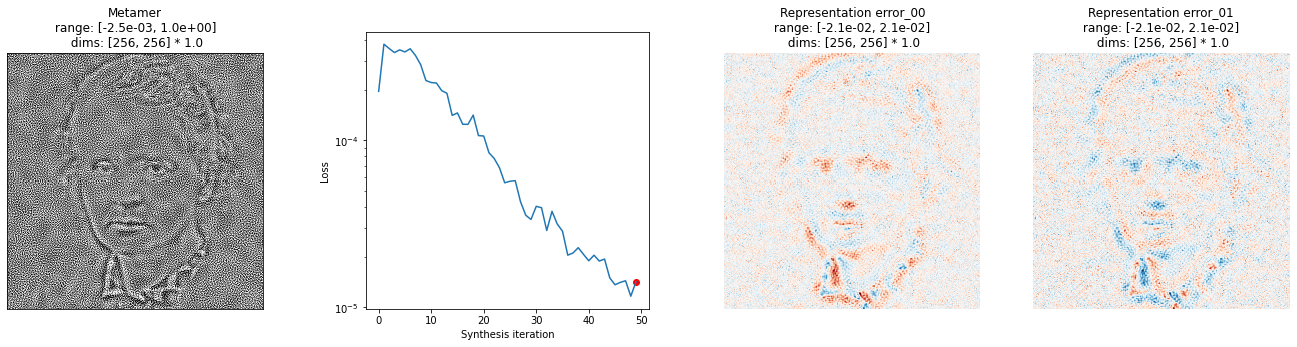 Metamer
range: [-2.5e-03, 1.0e+00]
dims: [256, 256] * 1.0
Loss
10⁻⁴
10⁻⁵
0
10
20
30
40
50
Synthesis iteration
Representation error_00
range: [-2.1e-02, 2.1e-02]
dims: [256, 256] * 1.0
Representation error_01
range: [-2.1e-02, 2.1e-02]
dims: [256, 256] * 1.0